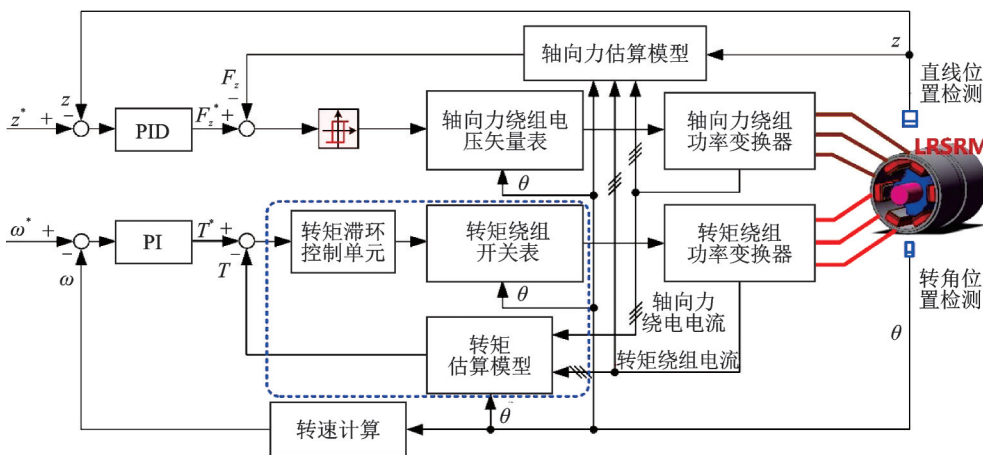 轴向力估算模型
z
直线位
置检测
F_z
−
z
z* + −
PID
F_z* +
轴向力绕组电
压矢量表
轴向力绕组
功率变换器
LRSRM
θ
ω* +
−
ω
PI
T* +
T −
转矩滞环
控制单元
转矩绕组
开关表
转矩绕组
功率变换器
转角位
置检测
θ
θ
轴向力
绕电电流
转矩
估算模型
转矩绕组电流
θ
转速计算